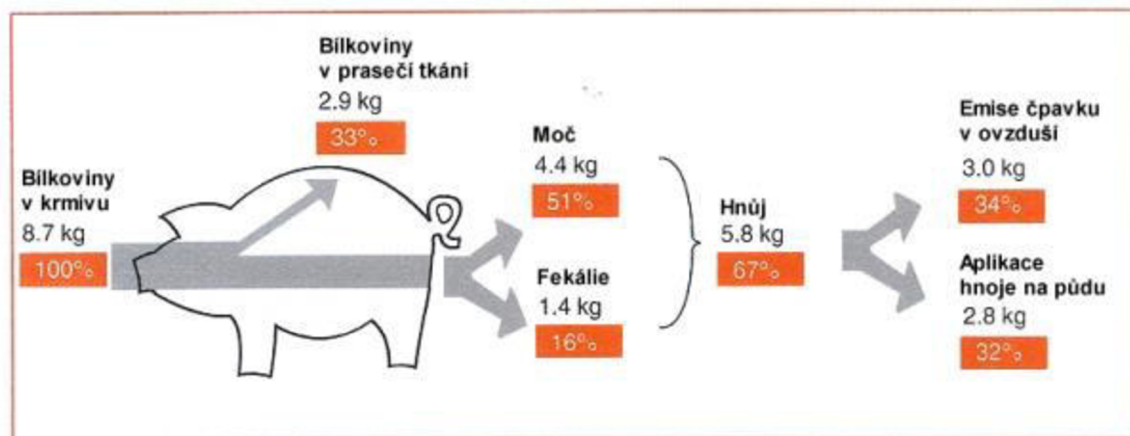 Bílkoviny
v krmivu
8.7 kg
100%
Bílkoviny
v prasečí tkáni
2.9 kg
33%
Moč
4.4 kg
51%
Fekálie
1.4 kg
16%
Hnůj
5.8 kg
67%
Emise čpavku
v ovzduší
3.0 kg
34%
Aplikace
hnoje na půdu
2.8 kg
32%